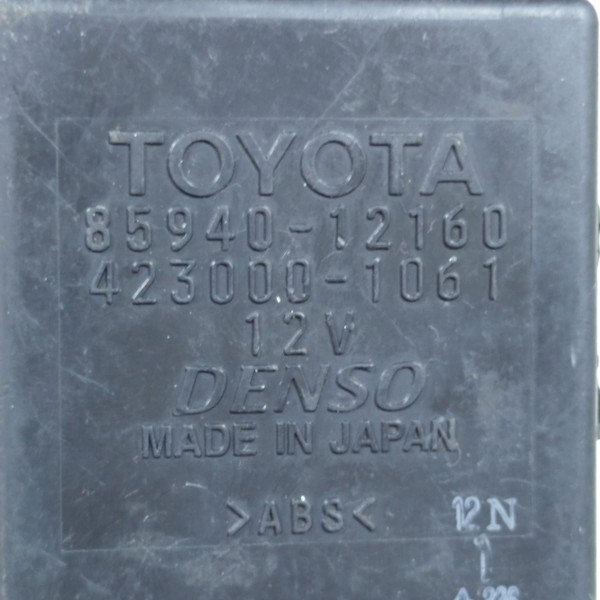 TOYOTA
85940-12160
423000-1061
12V
DENSO
MADE IN JAPAN
>ABS<
12N